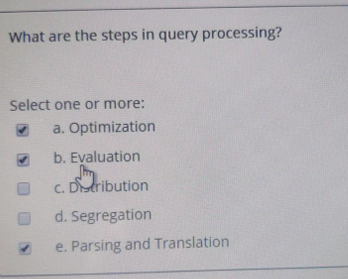 What are the steps in query processing?
Select one or more:
a. Optimization
b. Evaluation
c. Distribution
d. Segregation
e. Parsing and Translation